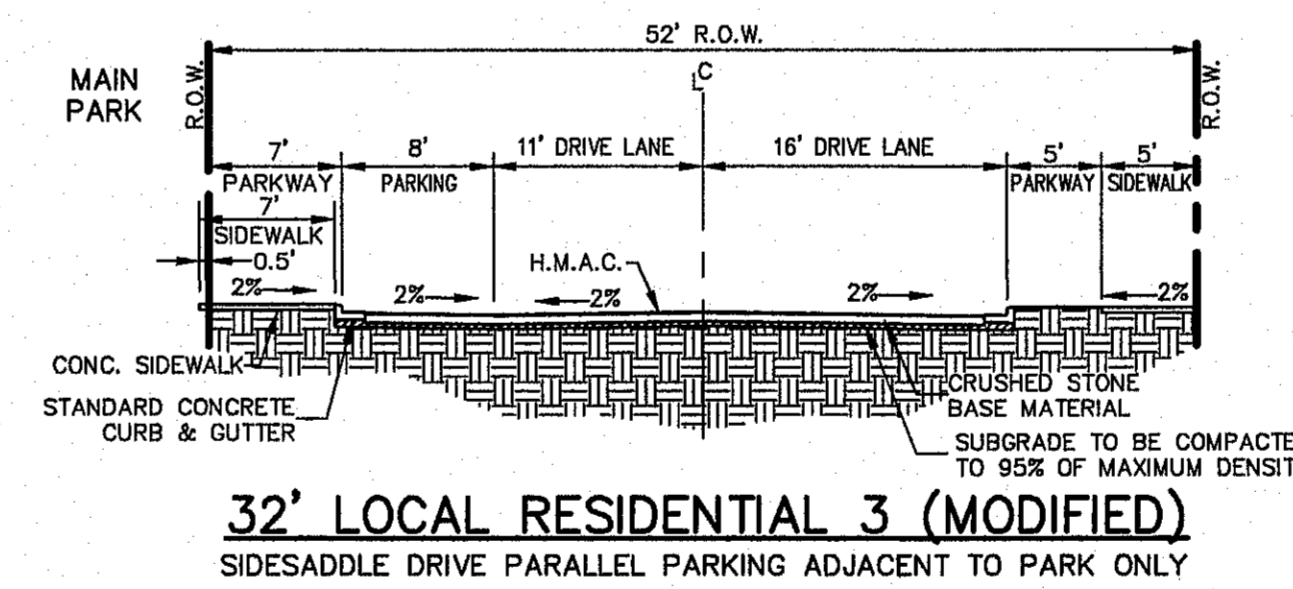 52' R.O.W.
MAIN
PARK
R.O.W.
CL
R.O.W.
7'
PARKWAY
8'
PARKING
11' DRIVE LANE
16' DRIVE LANE
5'
PARKWAY
5'
SIDEWALK
7'
SIDEWALK
0.5'
H.M.A.C.
2%
2%
2%
2%
2%
CONC. SIDEWALK
STANDARD CONCRETE
CURB & GUTTER
CRUSHED STONE
BASE MATERIAL
SUBGRADE TO BE COMPACTE
TO 95% OF MAXIMUM DENSIT
32' LOCAL RESIDENTIAL 3 (MODIFIED)
SIDESADDLE DRIVE PARALLEL PARKING ADJACENT TO PARK ONLY